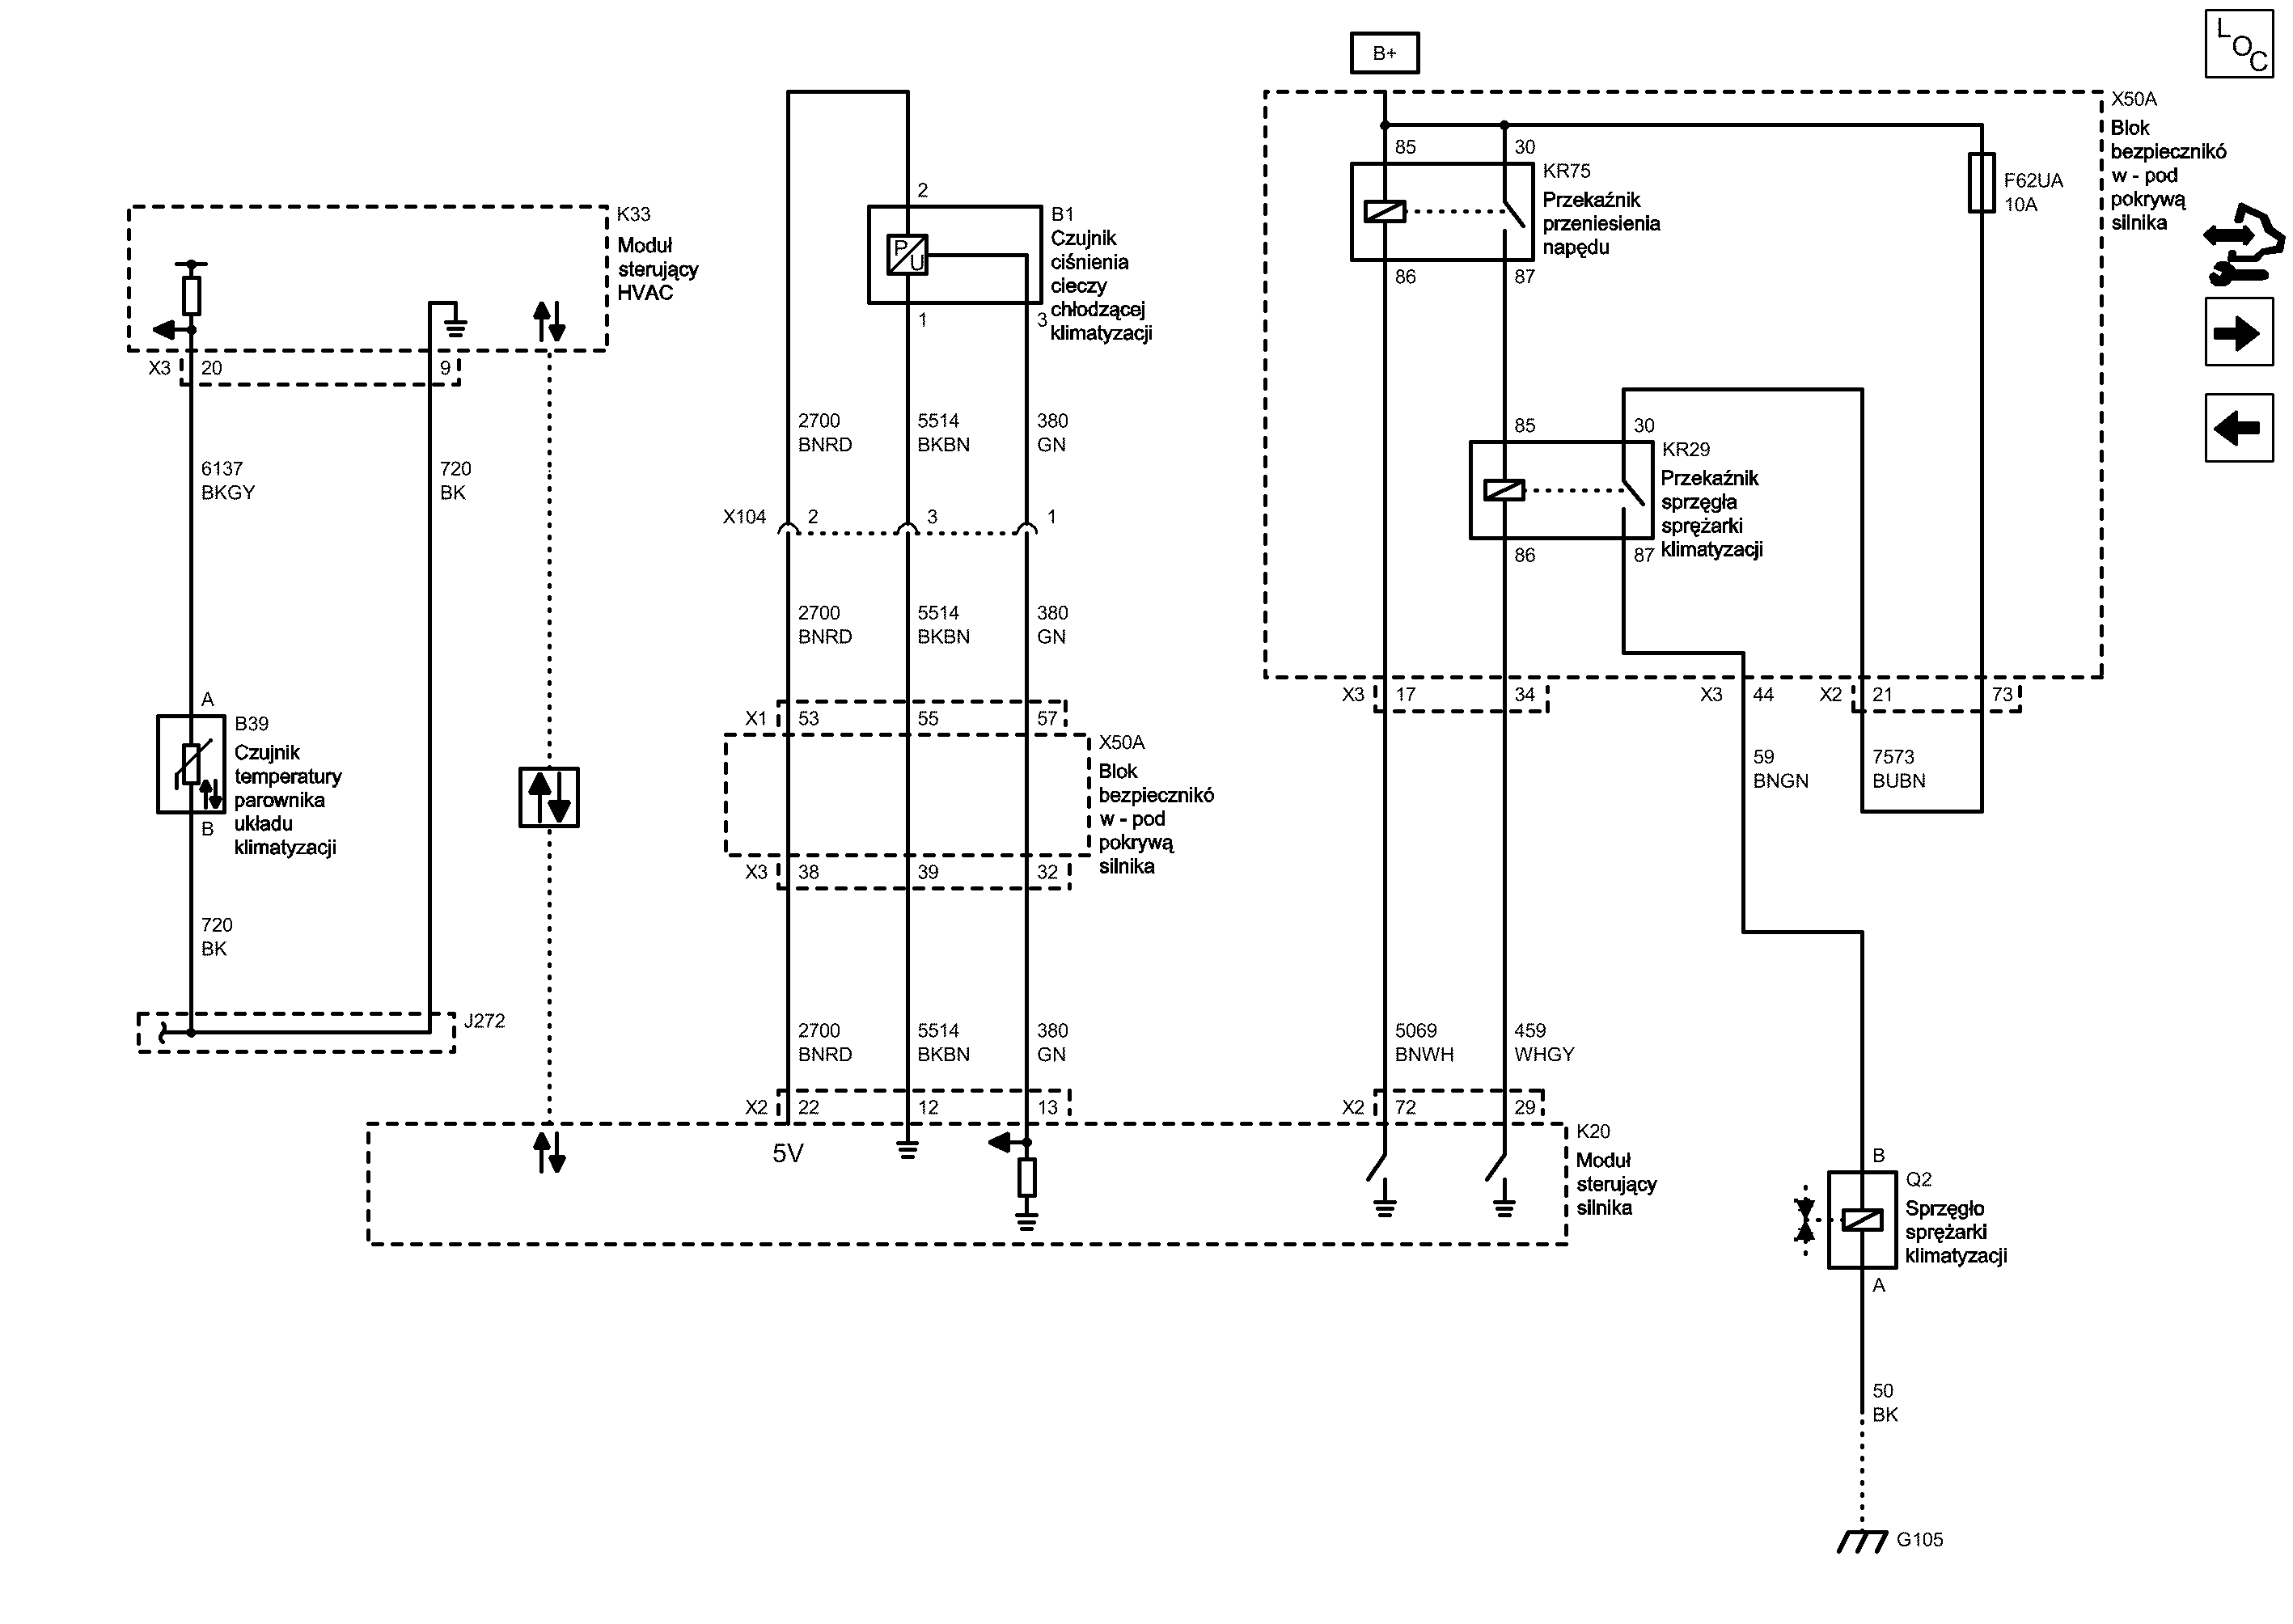 L
O
C
B+
X50A
Blok
bezpiecznikó
w - pod
pokrywą
silnika
85
30
KR75
Przekaźnik
przeniesienia
napędu
86
87
F62UA
10A
85
30
KR29
Przekaźnik
sprzęgła
sprężarki
klimatyzacji
86
87
X3
17
34
X3
44
X2
21
73
59
BNGN
7573
BUBN
K33
Moduł
sterujący
HVAC
X3
20
9
6137
BKGY
720
BK
A
B39
Czujnik
temperatury
parownika
układu
klimatyzacji
B
720
BK
J272
2
B1
Czujnik
ciśnienia
cieczy
chłodzącej
klimatyzacji
P
U
1
3
2700
BNRD
5514
BKBN
380
GN
X104
2
3
1
2700
BNRD
5514
BKBN
380
GN
X1
53
55
57
X50A
Blok
bezpiecznikó
w - pod
pokrywą
silnika
X3
38
39
32
2700
BNRD
5514
BKBN
380
GN
5069
BNWH
459
WHGY
X2
22
12
13
X2
72
29
5V
K20
Moduł
sterujący
silnika
B
Q2
Sprzęgło
sprężarki
klimatyzacji
A
50
BK
G105